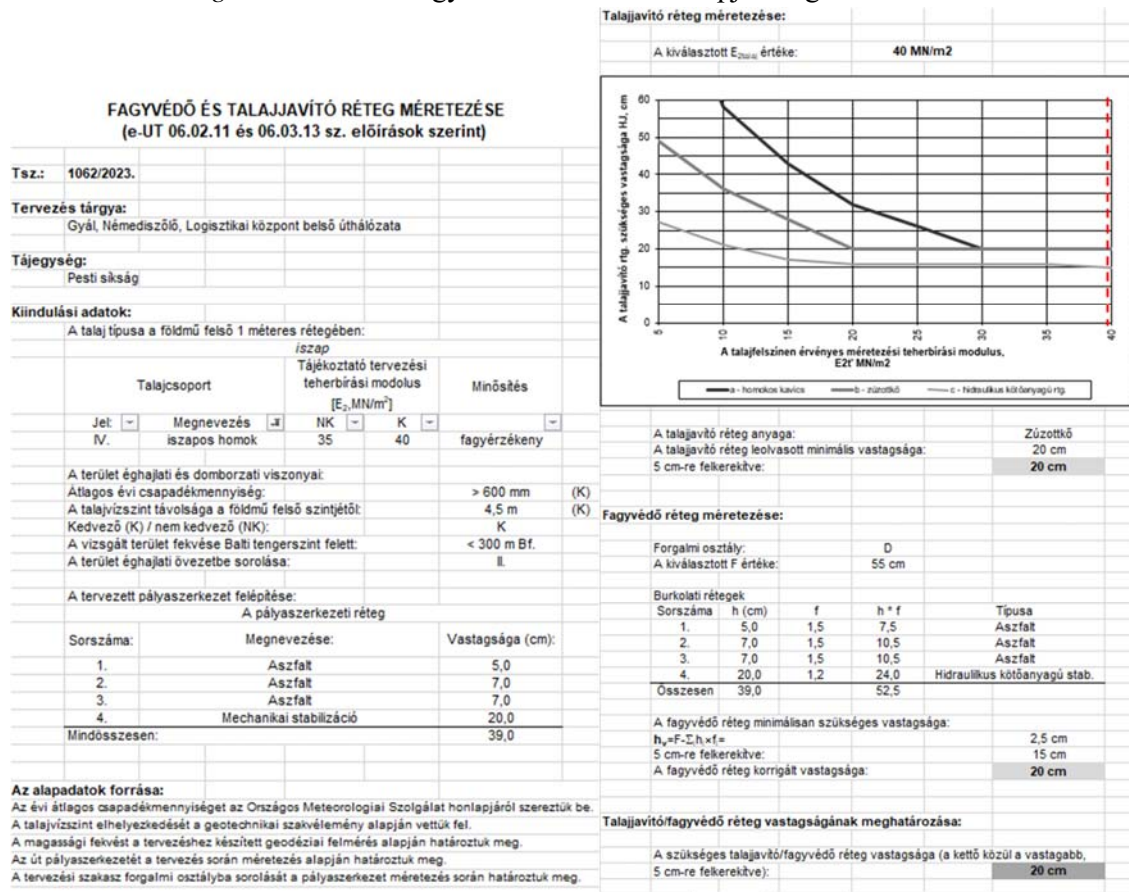 FAGYVÉDŐ ÉS TALAJJAVÍTÓ RÉTEG MÉRETEZÉSE
(e-UT 06.02.11 és 06.03.13 sz. előírások szerint)
Tsz.: 1062/2023.
Tervezés tárgya:
Gyál, Némediszőlő, Logisztikai központ belső úthálózata
Tájegység:
Pesti síkság
Kiindulási adatok:
A talaj típusa a földmű felső 1 méteres rétegében:
iszap
Talajcsoport Tájékoztató tervezési teherbírási modolus [E2,MN/m²] Minősítés
Jel: Megnevezés NK K
IV. iszapos homok 35 40 fagyérzékeny
A terület éghajlati és domborzati viszonyai:
Átlagos évi csapadékmennyiség: > 600 mm (K)
A talajvízszint távolsága a földmű felső szintjétől: 4,5 m (K)
Kedvező (K) / nem kedvező (NK): K
A vizsgált terület fekvése Balti tengerszint felett: < 300 m Bf.
A terület éghajlati övezetbe sorolása: II.
A tervezett pályaszerkezet felépítése:
A pályaszerkezeti réteg
Sorszáma: Megnevezése: Vastagsága (cm):
1. Aszfalt 5,0
2. Aszfalt 7,0
3. Aszfalt 7,0
4. Mechanikai stabilizáció 20,0
Mindösszesen: 39,0
Az alapadatok forrása:
Az évi átlagos csapadékmennyiséget az Országos Meteorologiai Szolgálat honlapjáról szereztük be.
A talajvízszint elhelyezkedését a geotechnikai szakvélemény alapján vettük fel.
A magassági fekvést a tervezéshez készített geodéziai felmérés alapján határoztuk meg.
Az út pályaszerkezetét a tervezés során méretezés alapján határoztuk meg.
A tervezési szakasz forgalmi osztályba sorolását a pályaszerkezet méretezés során határoztuk meg.
Talajjavító réteg méretezése:
A kiválasztott E2talaj értéke: 40 MN/m2
A talajjavító rtg. szükséges vastagsága HJ, cm
60
50
40
30
20
10
0
5 10 15 20 25 30 35 40
A talajfelszínen érvényes méretezési teherbírási modulus,
E2t' MN/m2
a - homokos kavics b - zúzottkő c - hidraulikus kötőanyagú rtg.
A talajjavító réteg anyaga: Zúzottkő
A talajjavító réteg leolvasott minimális vastagsága: 20 cm
5 cm-re felkerekítve: 20 cm
Fagyvédő réteg méretezése:
Forgalmi osztály: D
A kiválasztott F értéke: 55 cm
Burkolati rétegek
Sorszáma h (cm) f h * f Típusa
1. 5,0 1,5 7,5 Aszfalt
2. 7,0 1,5 10,5 Aszfalt
3. 7,0 1,5 10,5 Aszfalt
4. 20,0 1,2 24,0 Hidraulikus kötőanyagú stab.
Összesen 39,0 52,5
A fagyvédő réteg minimálisan szükséges vastagsága:
hv=F-Σihi×fi= 2,5 cm
5 cm-re felkerekítve: 15 cm
A fagyvédő réteg korrigált vastagsága: 20 cm
Talajjavító/fagyvédő réteg vastagságának meghatározása:
A szükséges talajjavító/fagyvédő réteg vastagsága (a kettő közül a vastagabb,
5 cm-re felkerekítve): 20 cm